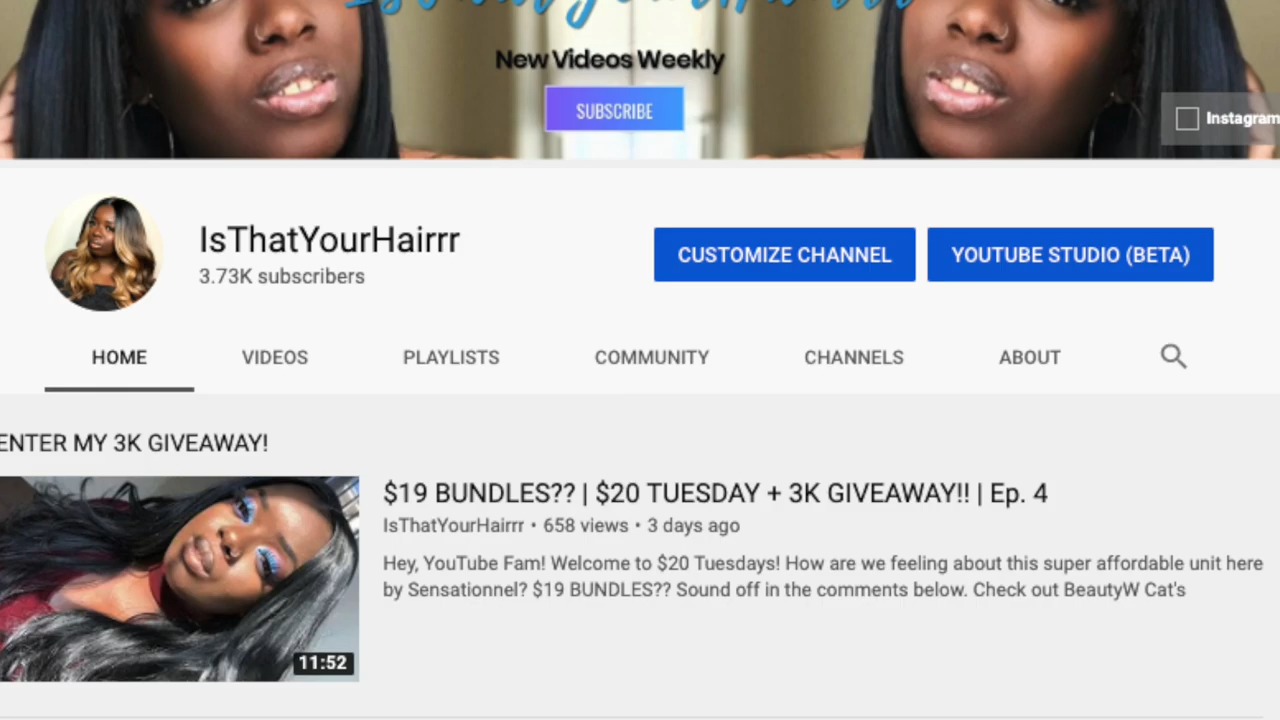 IsThatYourHairrr
New Videos Weekly
SUBSCRIBE
Instagram
IsThatYourHairrr
3.73K subscribers
CUSTOMIZE CHANNEL
YOUTUBE STUDIO (BETA)
HOME
VIDEOS
PLAYLISTS
COMMUNITY
CHANNELS
ABOUT
ENTER MY 3K GIVEAWAY!
$19 BUNDLES?? | $20 TUESDAY + 3K GIVEAWAY!! | Ep. 4
IsThatYourHairrr • 658 views • 3 days ago
Hey, YouTube Fam! Welcome to $20 Tuesdays! How are we feeling about this super affordable unit here
by Sensationnel? $19 BUNDLES?? Sound off in the comments below. Check out BeautyW Cat's
11:52